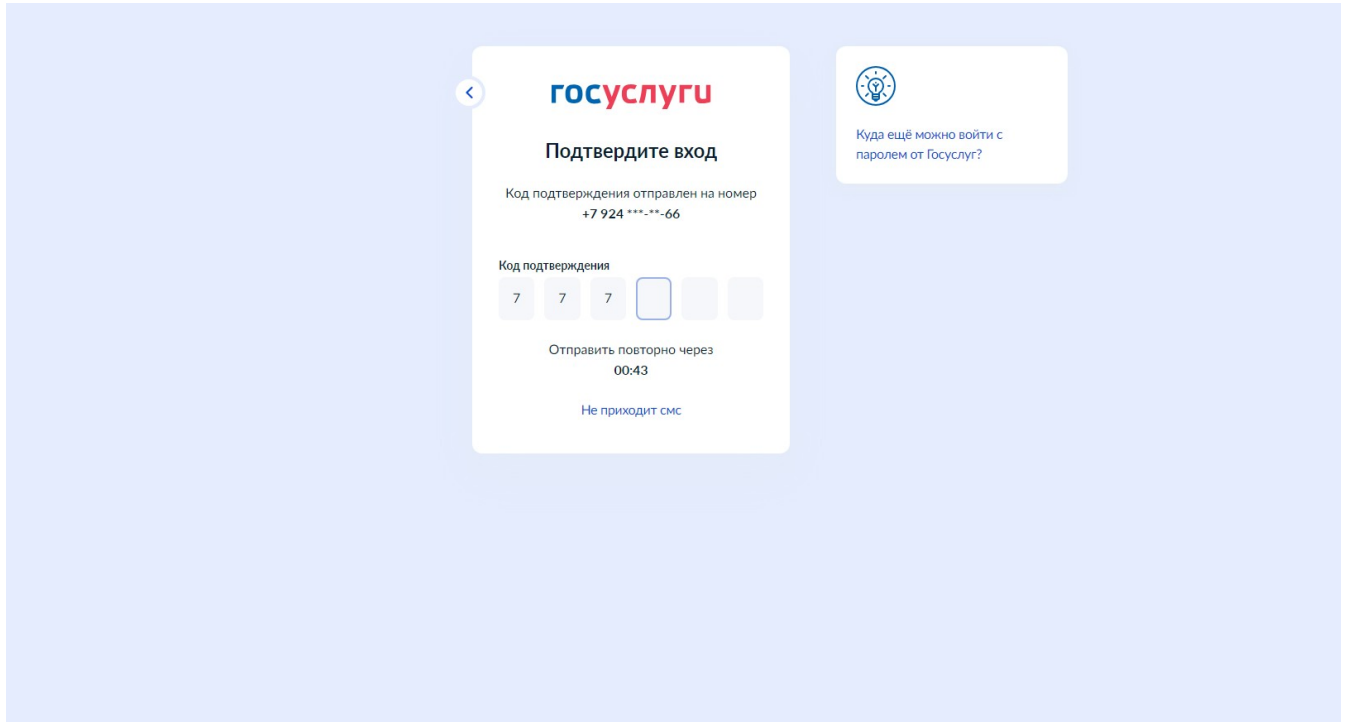 госуслуги
Подтвердите вход
Код подтверждения отправлен на номер
+7 924 ***-**-66
Код подтверждения
7 7 7
Отправить повторно через
00:43
Не приходит смс
Куда ещё можно войти с
паролем от Госуслуг?